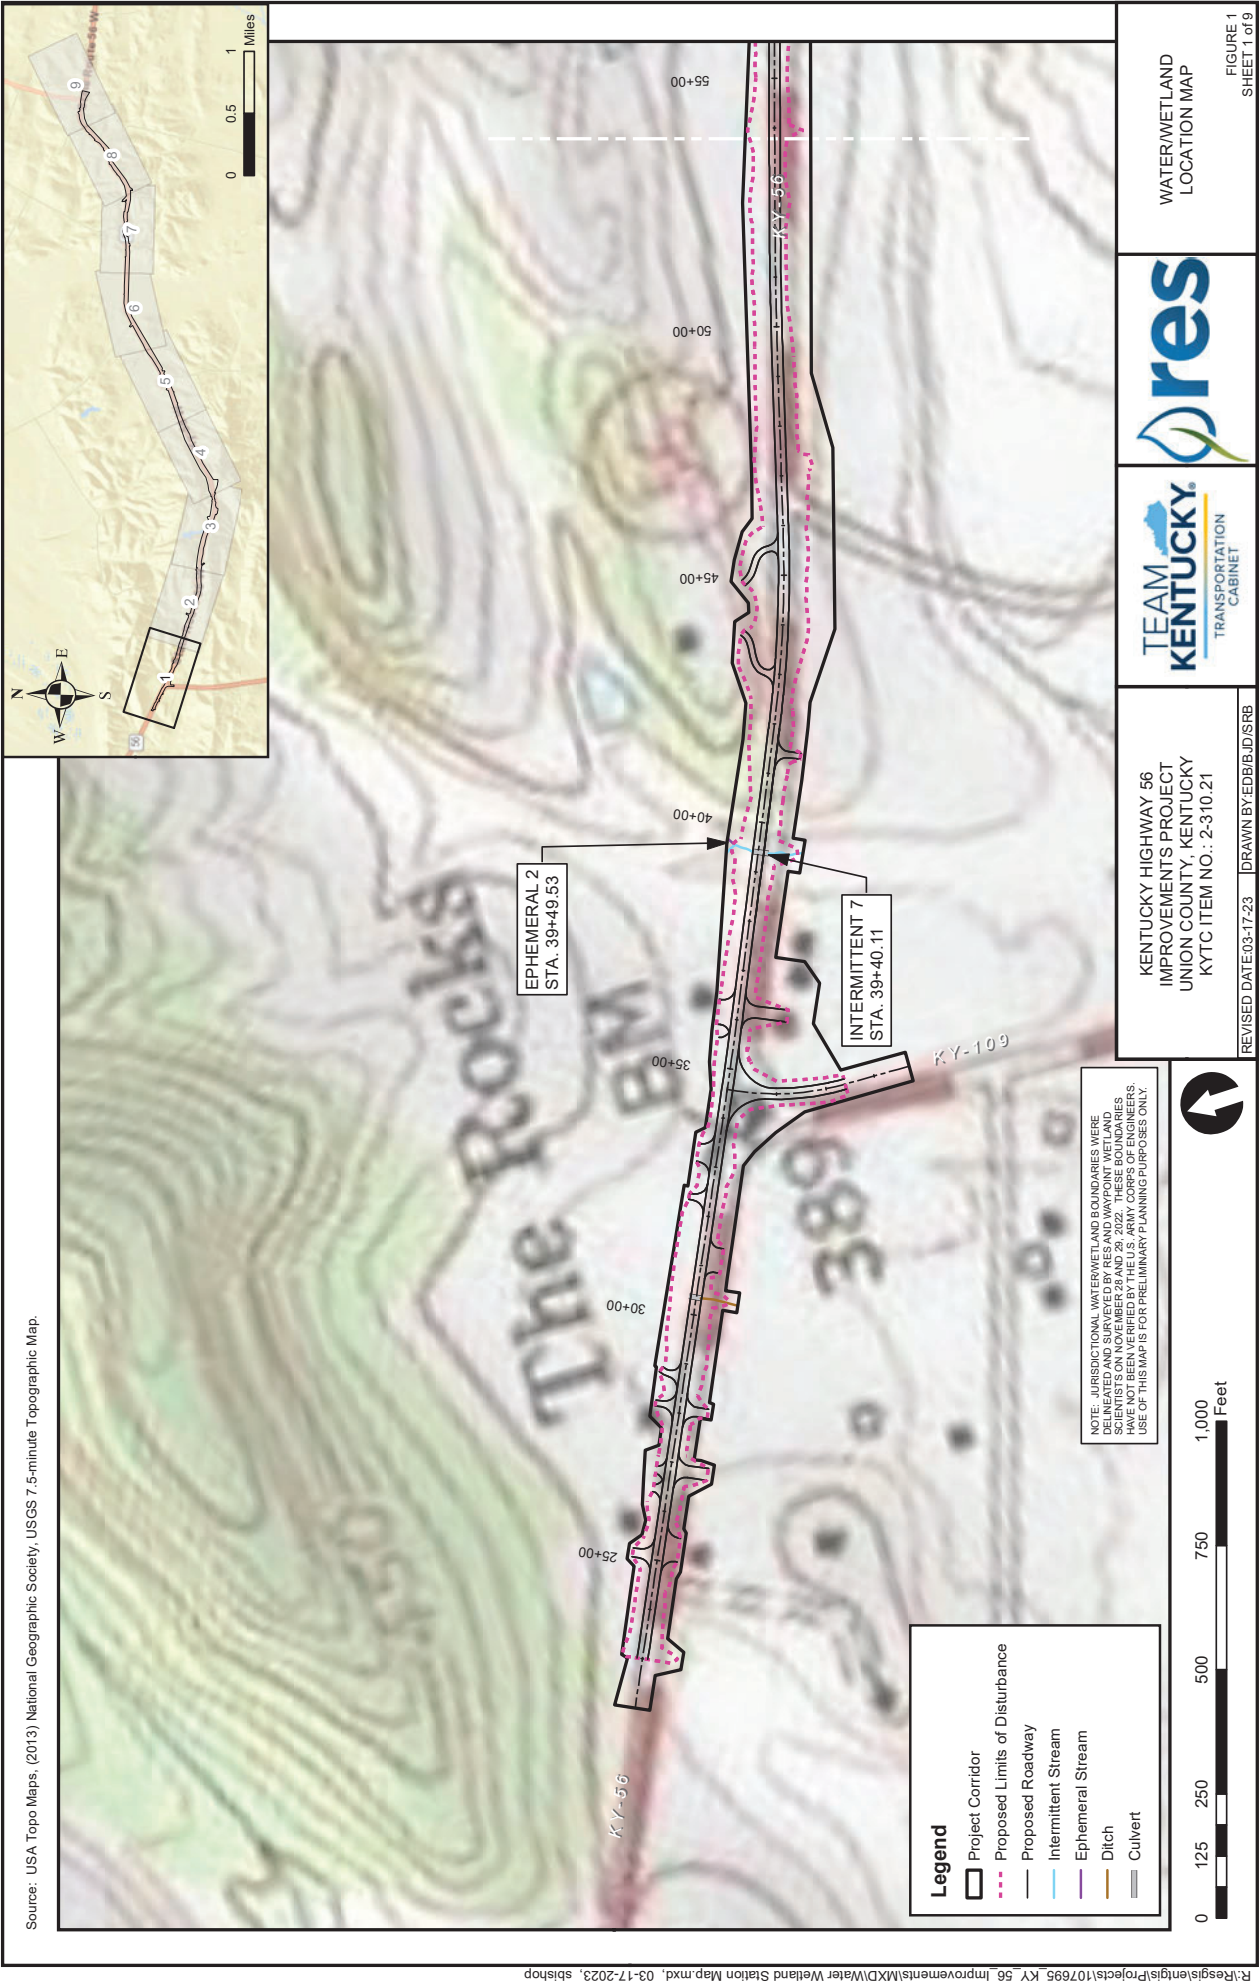 Source: USA Topo Maps, (2013) National Geographic Society, USGS 7.5-minute Topographic Map.
N
W
E
S
56
1
2
3
4
5
6
7
8
9
Route 56 W
0 0.5 1
Miles
KY-56
25+00
30+00
35+00
40+00
45+00
50+00
55+00
The Rocks
BM
389
KY-109
KY-56
EPHEMERAL 2
STA. 39+49.53
INTERMITTENT 7
STA. 39+40.11
Legend
Project Corridor
Proposed Limits of Disturbance
Proposed Roadway
Intermittent Stream
Ephemeral Stream
Ditch
Culvert
NOTE: JURISDICTIONAL WATER/WETLAND BOUNDARIES WERE
DELINEATED AND SURVEYED BY RES AND WAYPOINT WETLAND
SCIENTISTS ON NOVEMBER 28 AND 29, 2022. THESE BOUNDARIES
HAVE NOT BEEN VERIFIED BY THE U.S. ARMY CORPS OF ENGINEERS.
USE OF THIS MAP IS FOR PRELIMINARY PLANNING PURPOSES ONLY.
0 125 250 500 750 1,000
Feet
KENTUCKY HIGHWAY 56
IMPROVEMENTS PROJECT
UNION COUNTY, KENTUCKY
KYTC ITEM NO.: 2-310.21
REVISED DATE:03-17-23
DRAWN BY:EDB/BJD/SRB
TEAM
KENTUCKY®
TRANSPORTATION
CABINET
res
WATER/WETLAND
LOCATION MAP
FIGURE 1
SHEET 1 of 9
R:\Resgis\entgis\Projects\107695_KY_56_Improvements\MXD\Water Wetland Station Map.mxd, 03-17-2023, sbishop